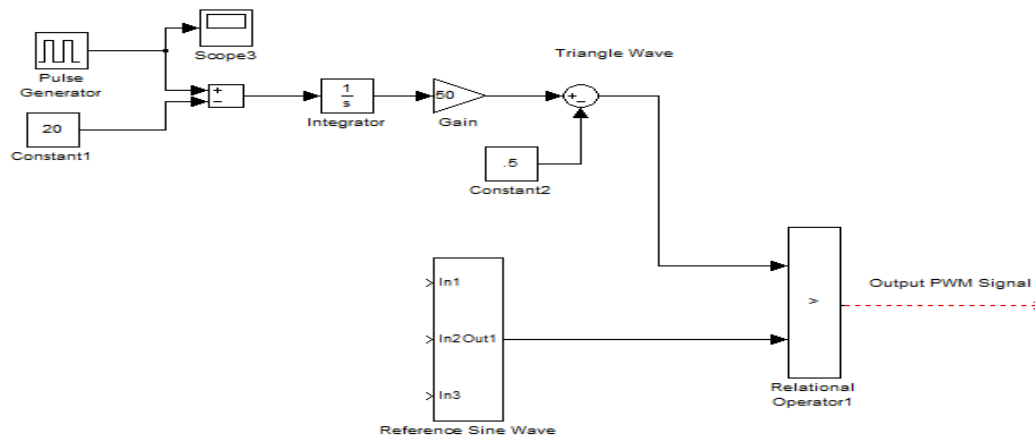 Scope3
Pulse
Generator
+
−
20
Constant1
1
s
Integrator
50
Gain
Triangle Wave
+
−
.5
Constant2
In1
In2 Out1
In3
Reference Sine Wave
>
Relational
Operator1
Output PWM Signal